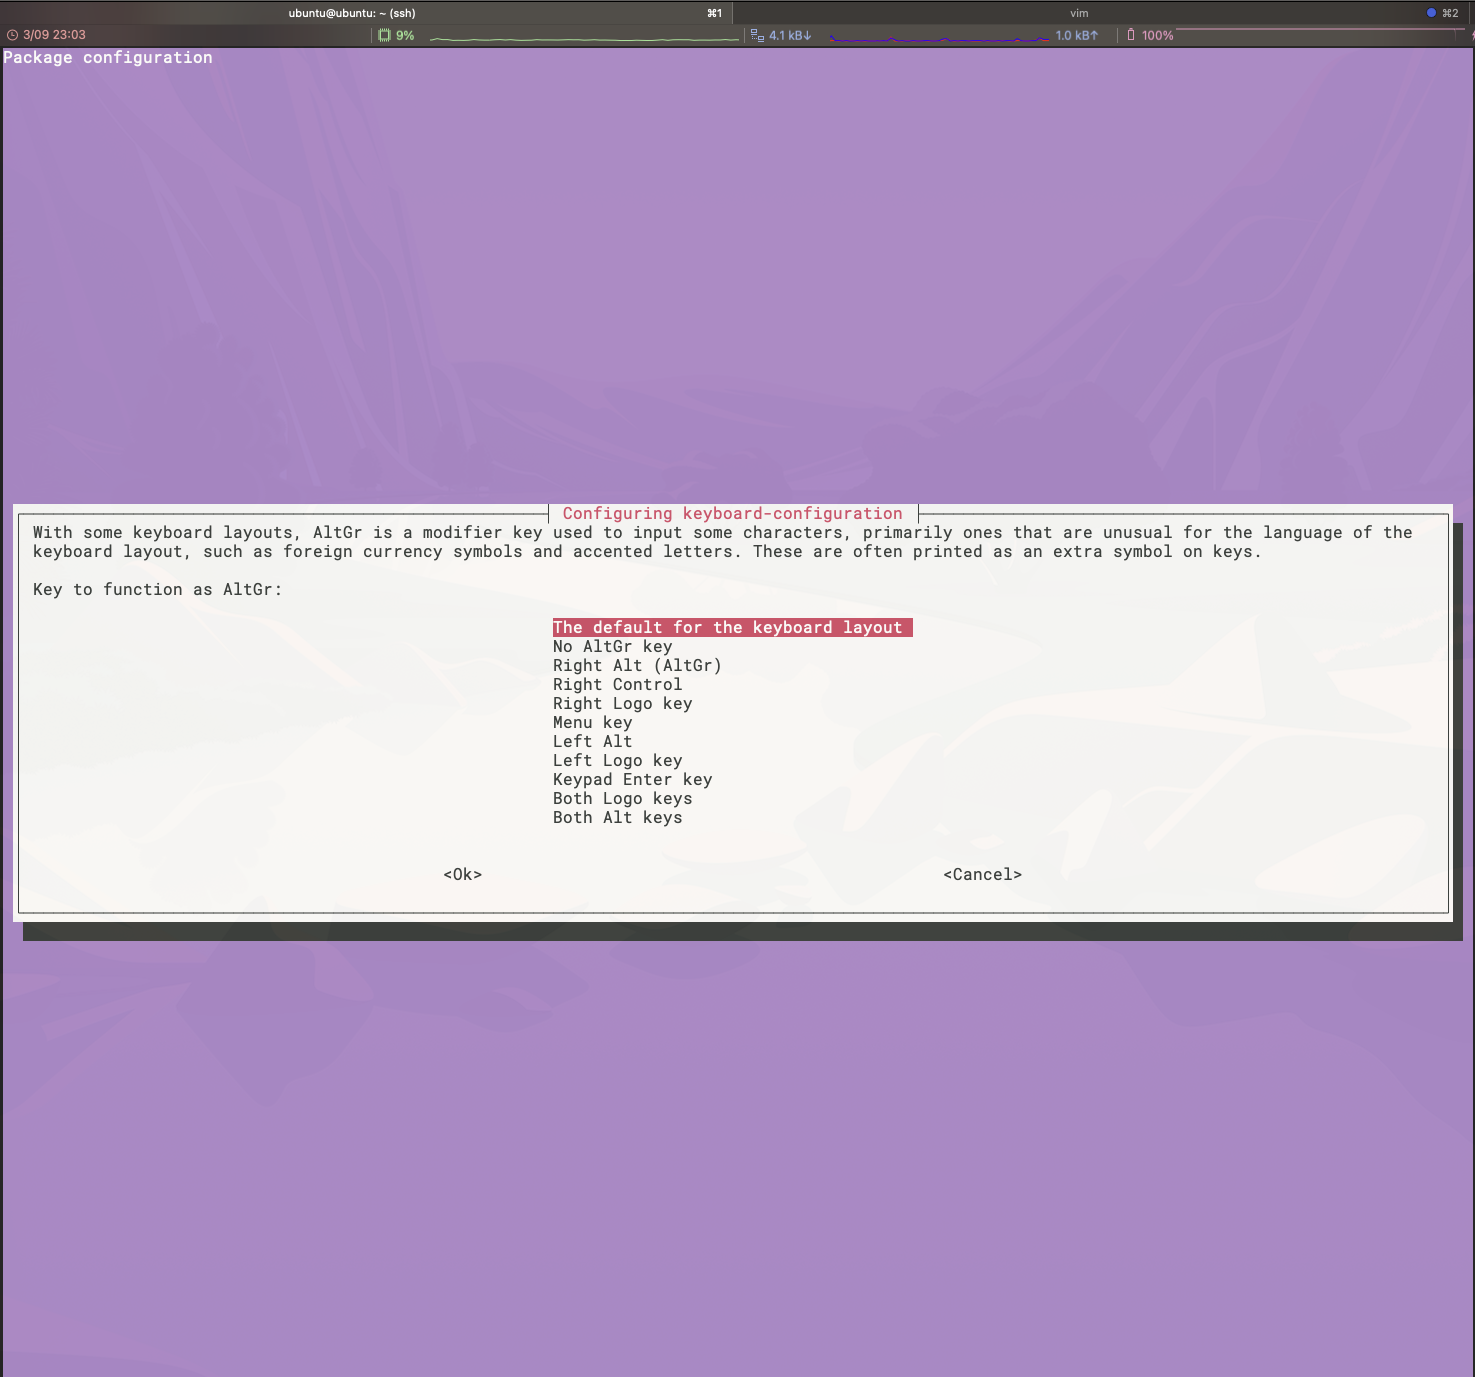 ubuntu@ubuntu: ~ (ssh) ⌘1 vim ⌘2
3/09 23:03 9% 4.1 kB↓ 1.0 kB↑ 100%
Package configuration
Configuring keyboard-configuration
With some keyboard layouts, AltGr is a modifier key used to input some characters, primarily ones that are unusual for the language of the
keyboard layout, such as foreign currency symbols and accented letters. These are often printed as an extra symbol on keys.
Key to function as AltGr:
The default for the keyboard layout
No AltGr key
Right Alt (AltGr)
Right Control
Right Logo key
Menu key
Left Alt
Left Logo key
Keypad Enter key
Both Logo keys
Both Alt keys
<Ok> <Cancel>